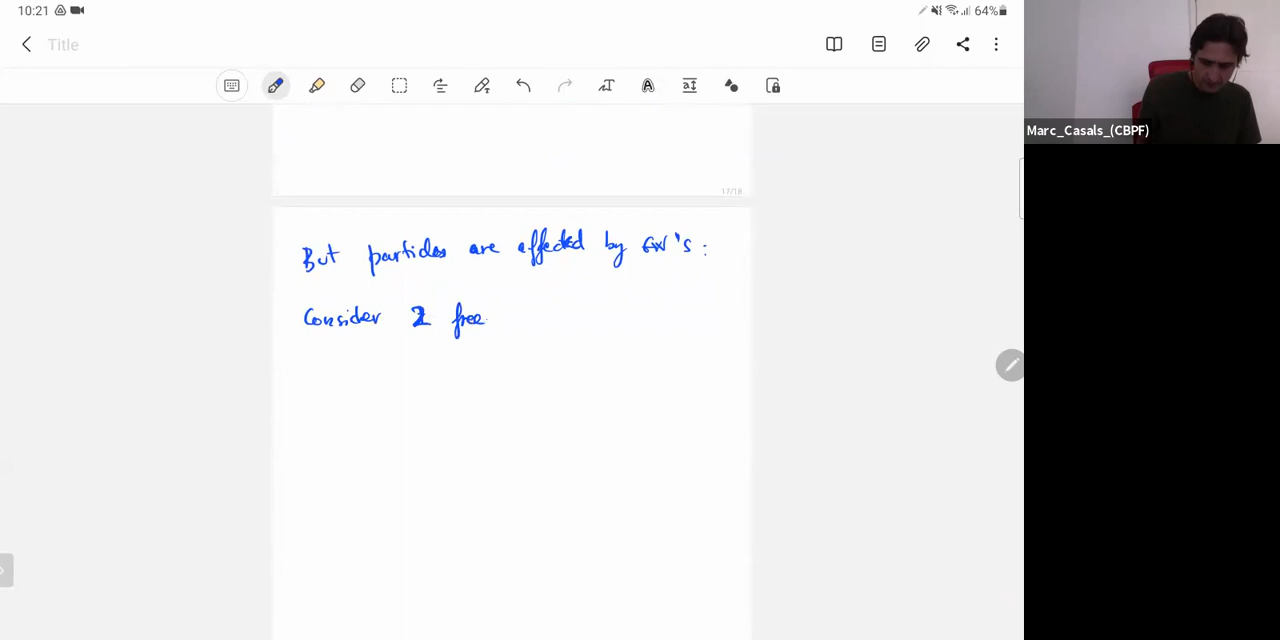 10:21
64%
Title
Marc_Casals_(CBPF)
17/18
But particles are affected by GW's:
Consider 2 free